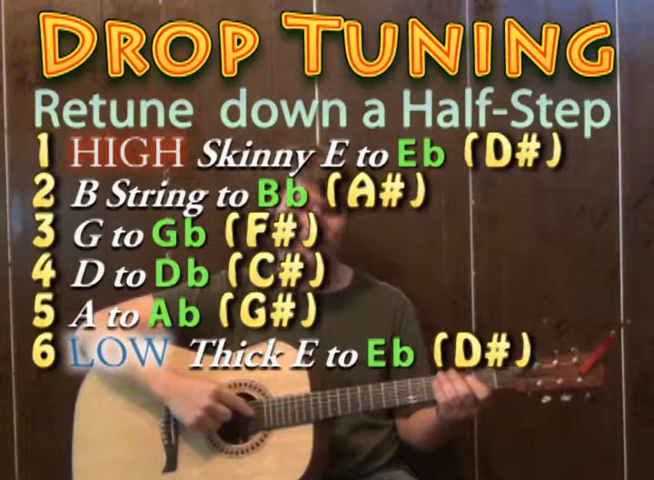 DROP TUNING
Retune down a Half-Step
1 HIGH Skinny E to Eb (D#)
2 B String to Bb (A#)
3 G to Gb (F#)
4 D to Db (C#)
5 A to Ab (G#)
6 LOW Thick E to Eb (D#)